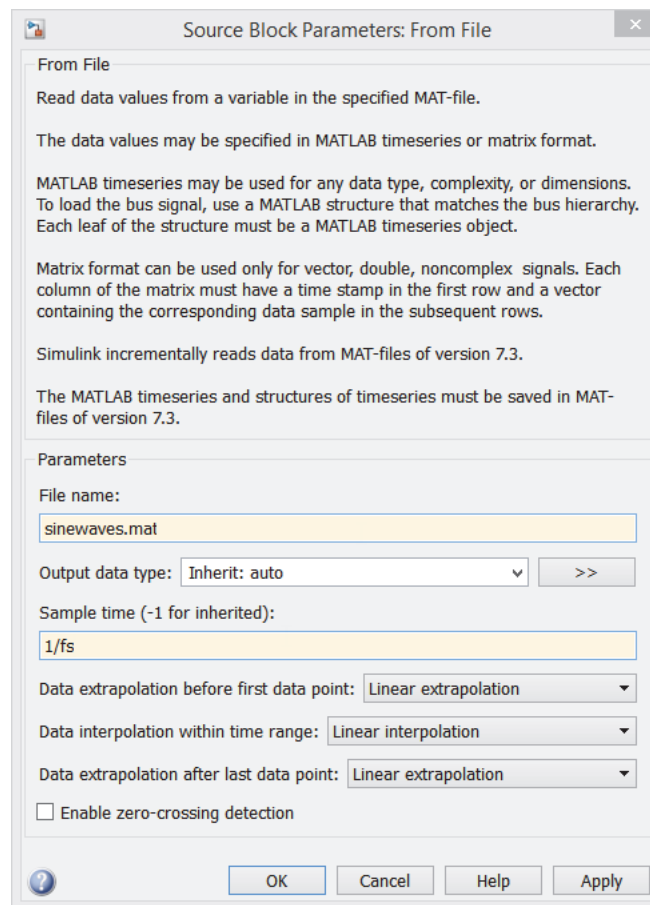 Source Block Parameters: From File
From File
Read data values from a variable in the specified MAT-file.
The data values may be specified in MATLAB timeseries or matrix format.
MATLAB timeseries may be used for any data type, complexity, or dimensions.
To load the bus signal, use a MATLAB structure that matches the bus hierarchy.
Each leaf of the structure must be a MATLAB timeseries object.
Matrix format can be used only for vector, double, noncomplex signals. Each
column of the matrix must have a time stamp in the first row and a vector
containing the corresponding data sample in the subsequent rows.
Simulink incrementally reads data from MAT-files of version 7.3.
The MATLAB timeseries and structures of timeseries must be saved in MAT-
files of version 7.3.
Parameters
File name:
sinewaves.mat
Output data type: Inherit: auto >>
Sample time (-1 for inherited):
1/fs
Data extrapolation before first data point: Linear extrapolation
Data interpolation within time range: Linear interpolation
Data extrapolation after last data point: Linear extrapolation
Enable zero-crossing detection
? OK Cancel Help Apply